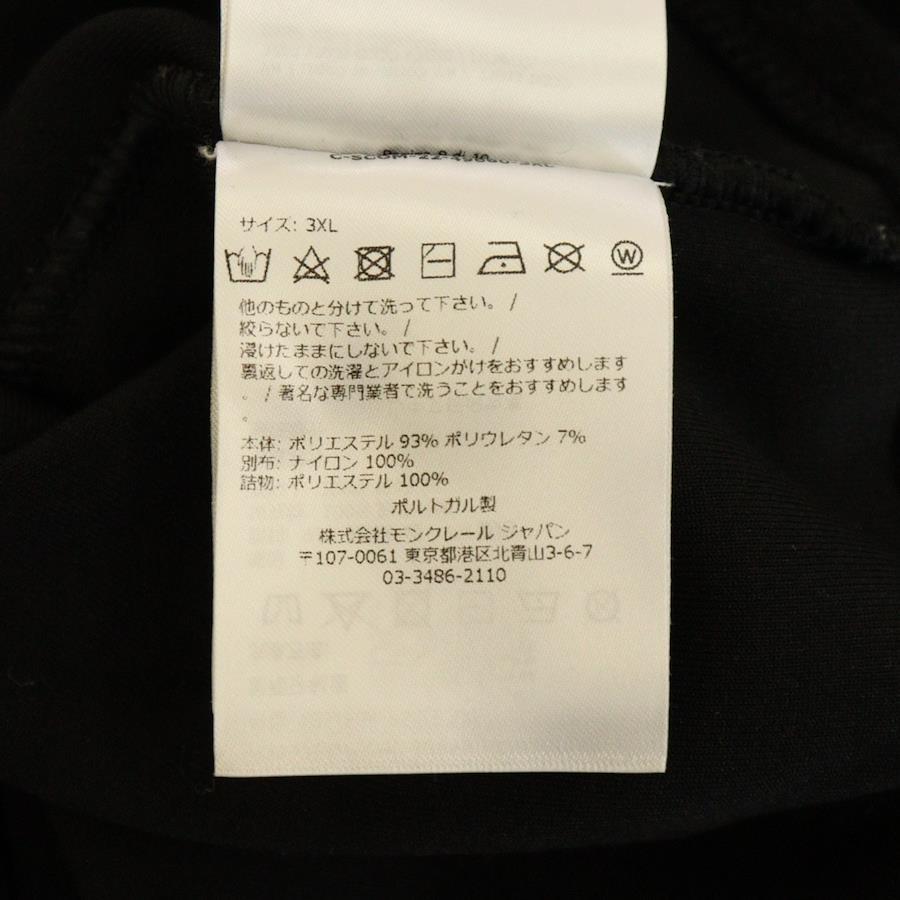 サイズ: 3XL
W
他のものと分けて洗って下さい。 /
絞らないで下さい。 /
浸けたままにしないで下さい。 /
裏返しての洗濯とアイロンかけをおすすめします
。 / 著名な専門業者で洗うことをおすすめします
。
本体: ポリエステル 93% ポリウレタン 7%
別布: ナイロン 100%
詰物: ポリエステル 100%
ポルトガル製
株式会社モンクレール ジャパン
〒107-0061 東京都港区北青山3-6-7
03-3486-2110